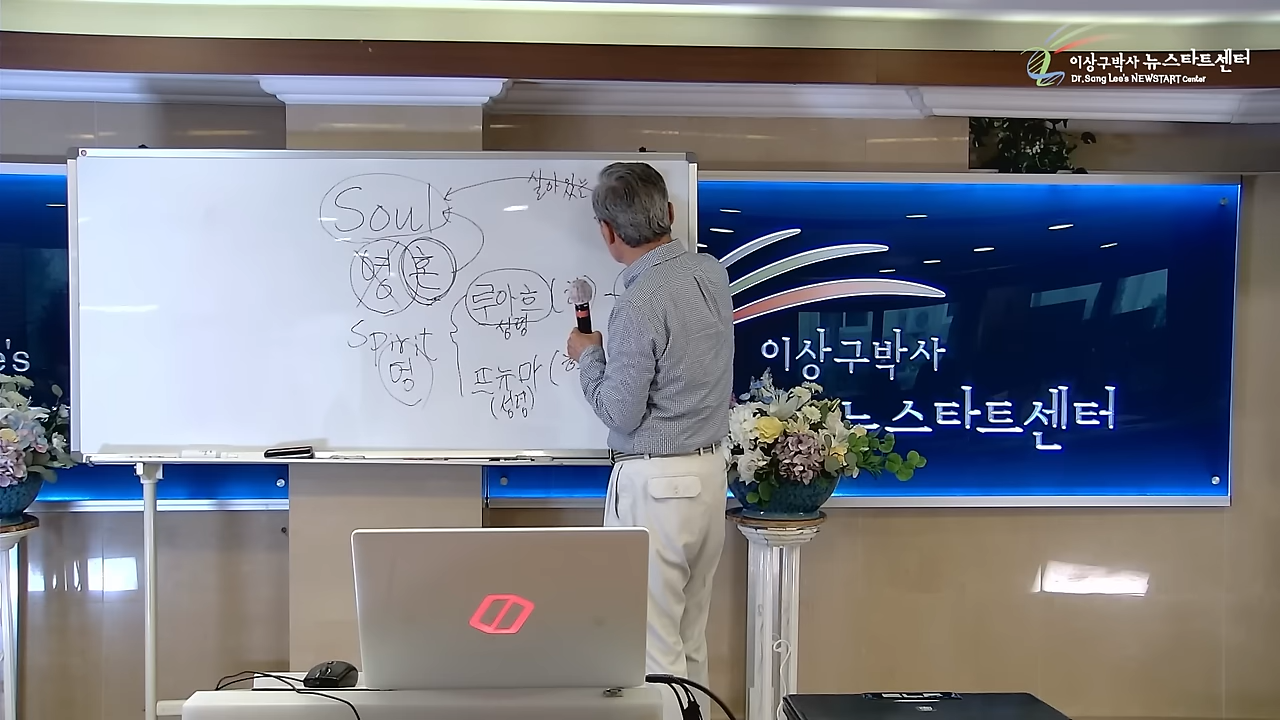 이상구박사 뉴스타트센터
Dr. Sang Lee's NEWSTART Center
Soul
살아있는
영혼
루아흐(
성령
Spirit
영
프뉴마(
(성령)
e's
이상구박사
뉴스타트센터